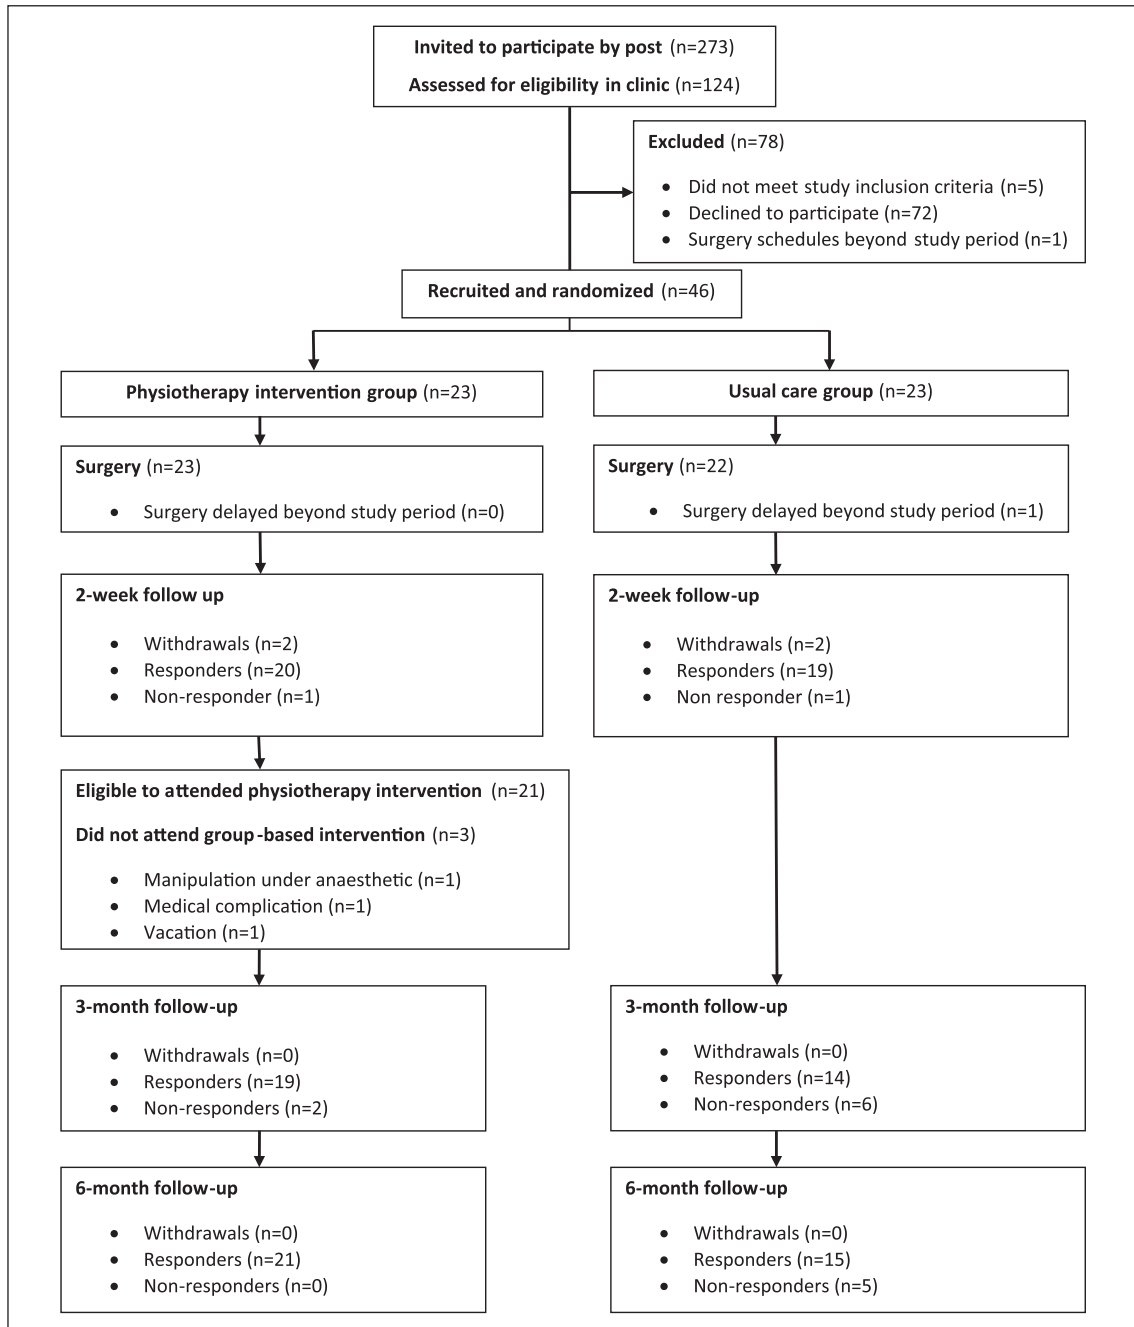 Invited to participate by post (n=273)
Assessed for eligibility in clinic (n=124)
Excluded (n=78)
• Did not meet study inclusion criteria (n=5)
• Declined to participate (n=72)
• Surgery schedules beyond study period (n=1)
Recruited and randomized (n=46)
Physiotherapy intervention group (n=23)
Usual care group (n=23)
Surgery (n=23)
• Surgery delayed beyond study period (n=0)
Surgery (n=22)
• Surgery delayed beyond study period (n=1)
2-week follow up
• Withdrawals (n=2)
• Responders (n=20)
• Non-responder (n=1)
2-week follow-up
• Withdrawals (n=2)
• Responders (n=19)
• Non responder (n=1)
Eligible to attended physiotherapy intervention (n=21)
Did not attend group-based intervention (n=3)
• Manipulation under anaesthetic (n=1)
• Medical complication (n=1)
• Vacation (n=1)
3-month follow-up
• Withdrawals (n=0)
• Responders (n=19)
• Non-responders (n=2)
3-month follow-up
• Withdrawals (n=0)
• Responders (n=14)
• Non-responders (n=6)
6-month follow-up
• Withdrawals (n=0)
• Responders (n=21)
• Non-responders (n=0)
6-month follow-up
• Withdrawals (n=0)
• Responders (n=15)
• Non-responders (n=5)